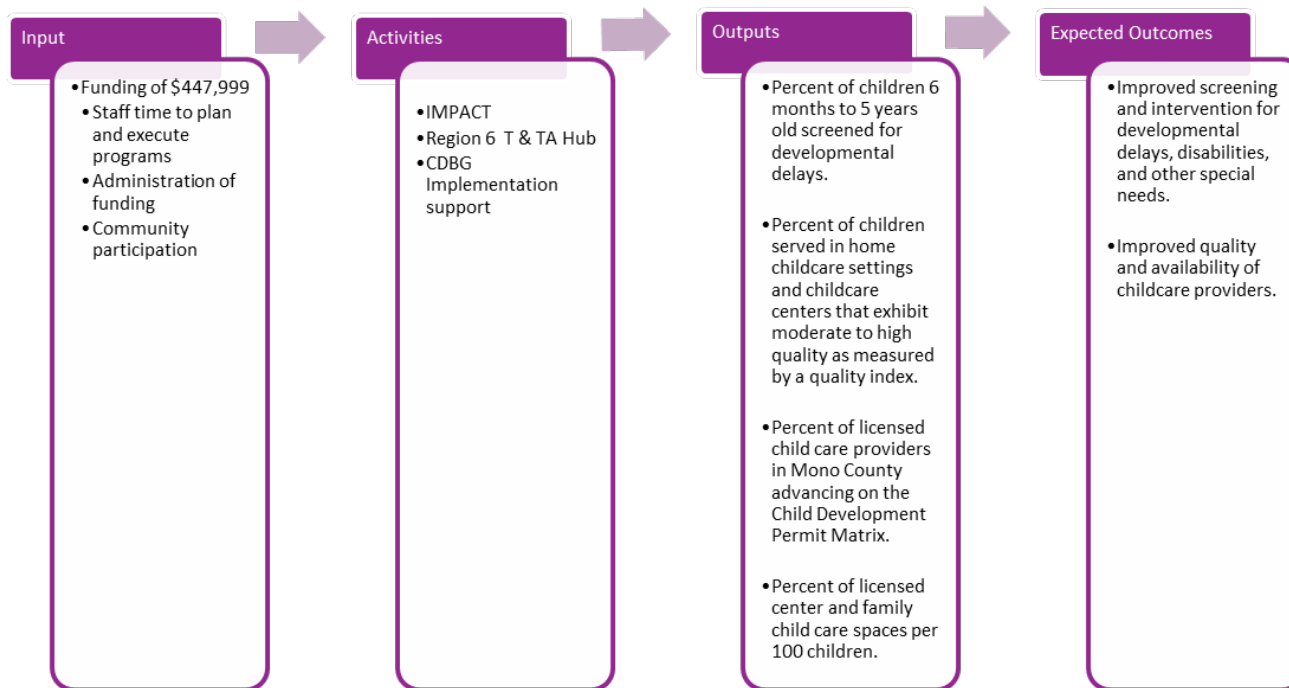 Input
•Funding of $447,999
•Staff time to plan
and execute
programs
•Administration of
funding
•Community
participation
Activities
•IMPACT
•Region 6  T & TA Hub
•CDBG
Implementation
support
Outputs
•Percent of children 6
months to 5 years
old screened for
developmental
delays.
•Percent of children
served in home
childcare settings
and childcare
centers that exhibit
moderate to high
quality as measured
by a quality index.
•Percent of licensed
child care providers
in Mono County
advancing on the
Child Development
Permit Matrix.
•Percent of licensed
center and family
child care spaces per
100 children.
Expected Outcomes
•Improved screening
and intervention for
developmental
delays, disabilities,
and other special
needs.
•Improved quality
and availability of
childcare providers.